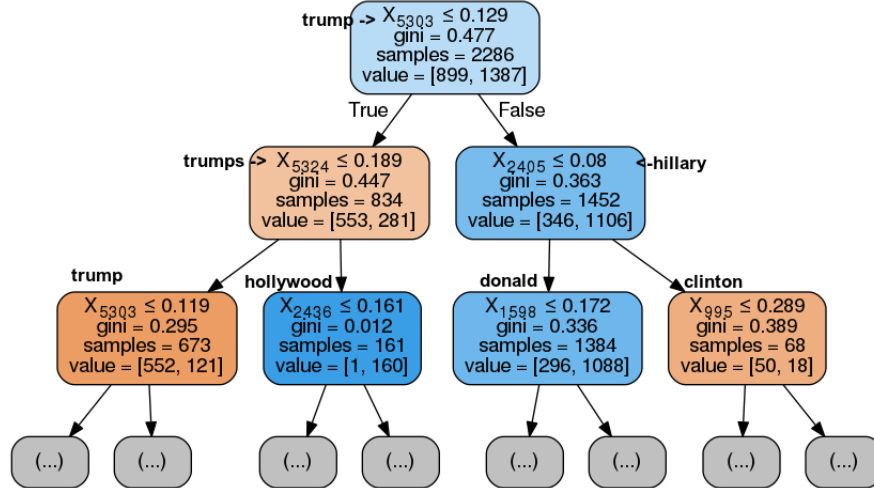 trump -> X5303 ≤ 0.129
gini = 0.477
samples = 2286
value = [899, 1387]
True
False
trumps -> X5324 ≤ 0.189
gini = 0.447
samples = 834
value = [553, 281]
X2405 ≤ 0.08 <-hillary
gini = 0.363
samples = 1452
value = [346, 1106]
trump
X5303 ≤ 0.119
gini = 0.295
samples = 673
value = [552, 121]
hollywood
X2436 ≤ 0.161
gini = 0.012
samples = 161
value = [1, 160]
donald
X1598 ≤ 0.172
gini = 0.336
samples = 1384
value = [296, 1088]
clinton
X995 ≤ 0.289
gini = 0.389
samples = 68
value = [50, 18]
(...)
(...)
(...)
(...)
(...)
(...)
(...)
(...)